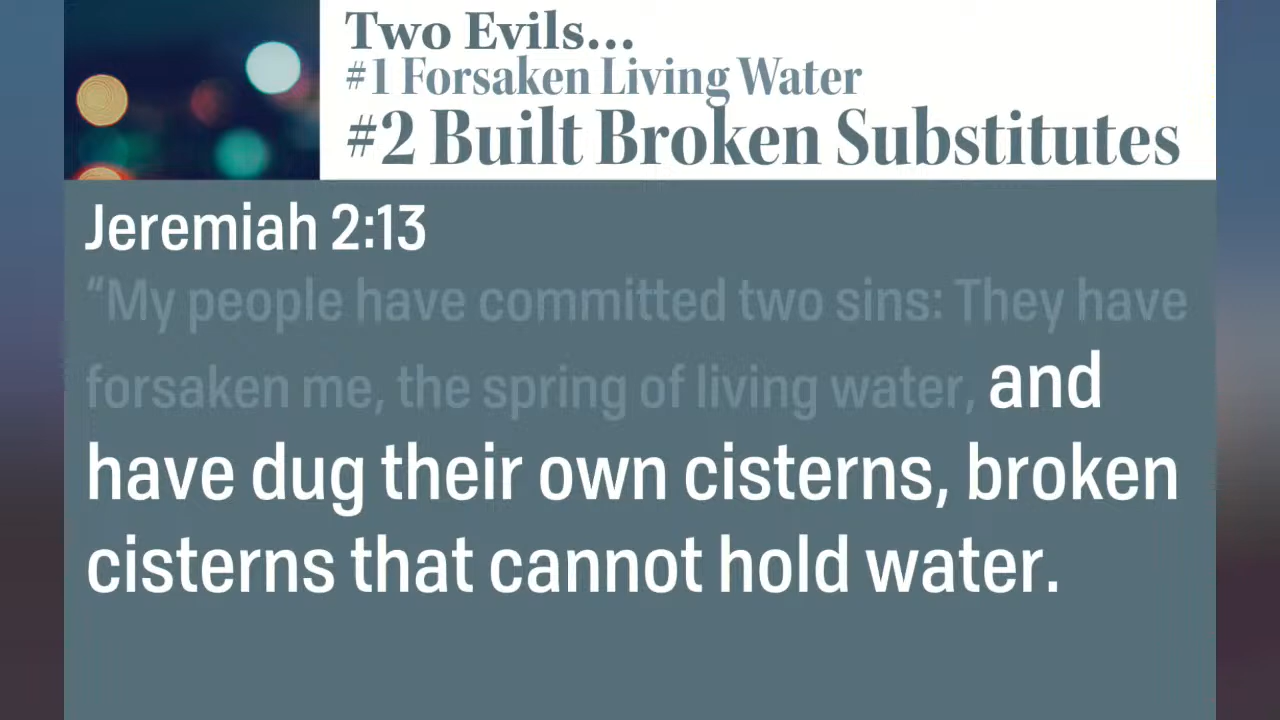 Two Evils...
#1 Forsaken Living Water
#2 Built Broken Substitutes
Jeremiah 2:13
“My people have committed two sins: They have
forsaken me, the spring of living water, and
have dug their own cisterns, broken
cisterns that cannot hold water.